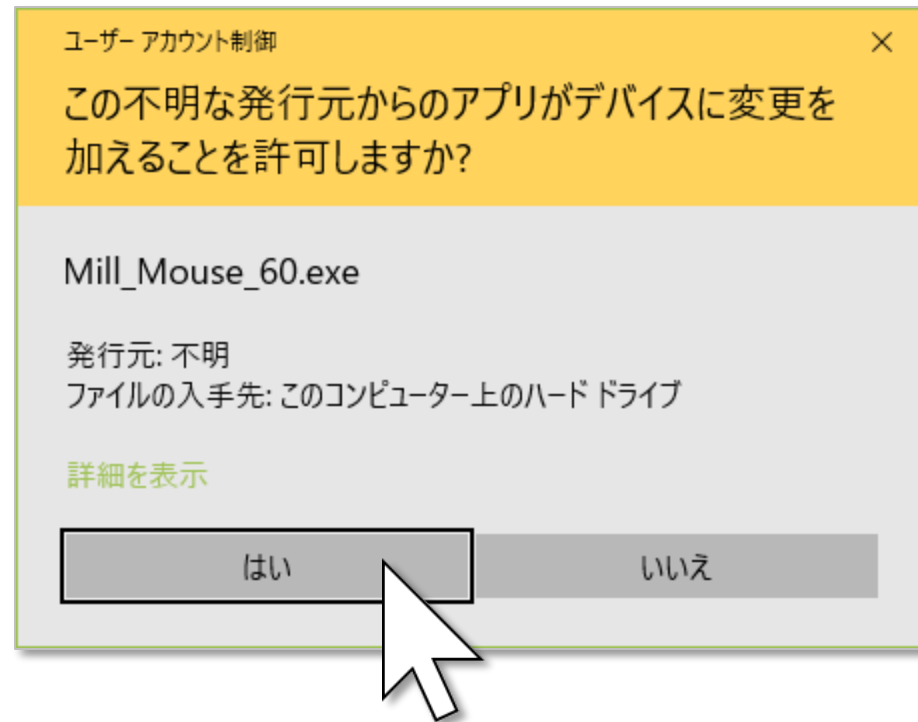 ユーザー アカウント制御
この不明な発行元からのアプリがデバイスに変更を
加えることを許可しますか?
Mill_Mouse_60.exe
発行元: 不明
ファイルの入手先: このコンピューター上のハード ドライブ
詳細を表示
はい
いいえ